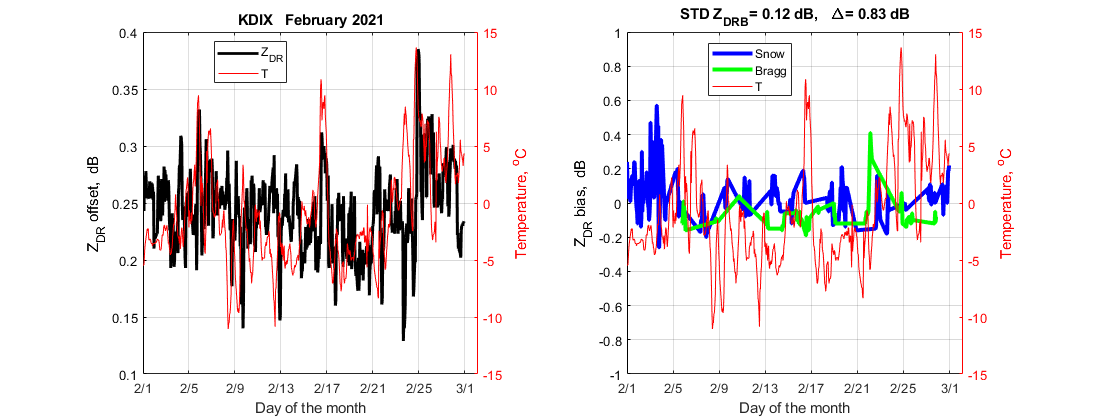 KDIX February 2021
0.4
0.35
0.3
0.25
0.2
0.15
0.1
15
10
5
0
-5
-10
-15
2/1 2/5 2/9 2/13 2/17 2/21 2/25 3/1
Day of the month
Z_DR offset, dB
Temperature, °C
Z_DR
T
STD Z_DRB = 0.12 dB, Δ = 0.83 dB
1
0.8
0.6
0.4
0.2
0
-0.2
-0.4
-0.6
-0.8
-1
15
10
5
0
-5
-10
-15
2/1 2/5 2/9 2/13 2/17 2/21 2/25 3/1
Day of the month
Z_DR bias, dB
Temperature, °C
Snow
Bragg
T